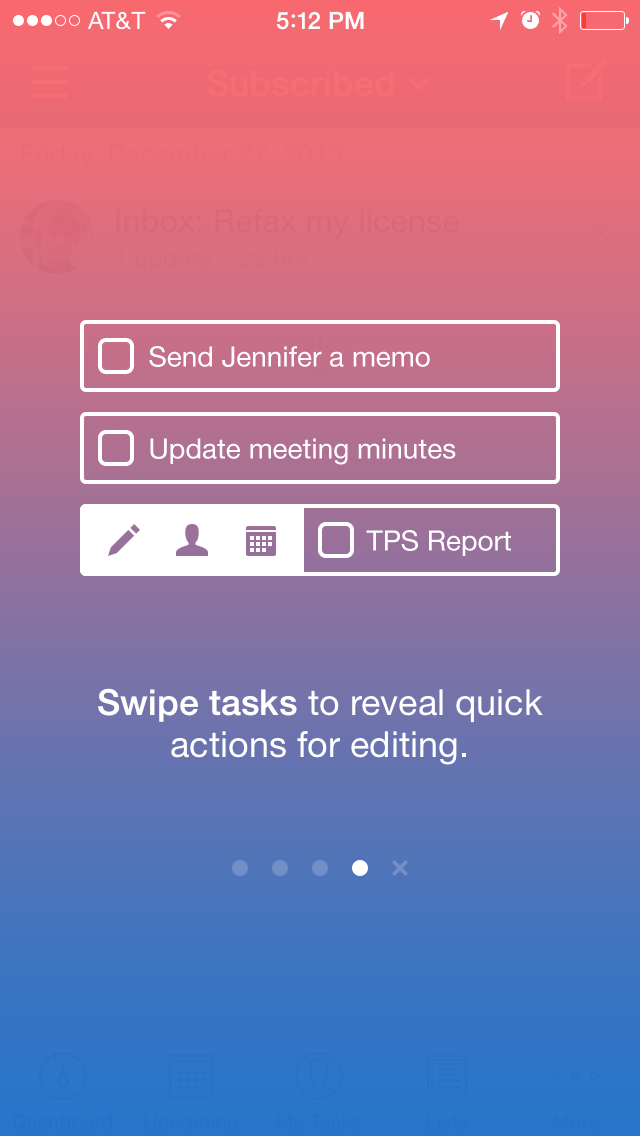 AT&T 5:12 PM
Subscribed
Friday, December 27, 2013
Inbox: Refax my license
1 update - 22 hrs
Send Jennifer a memo
Update meeting minutes
TPS Report
Swipe tasks to reveal quick
actions for editing.
Dashboard Upcoming My Tasks Lists More